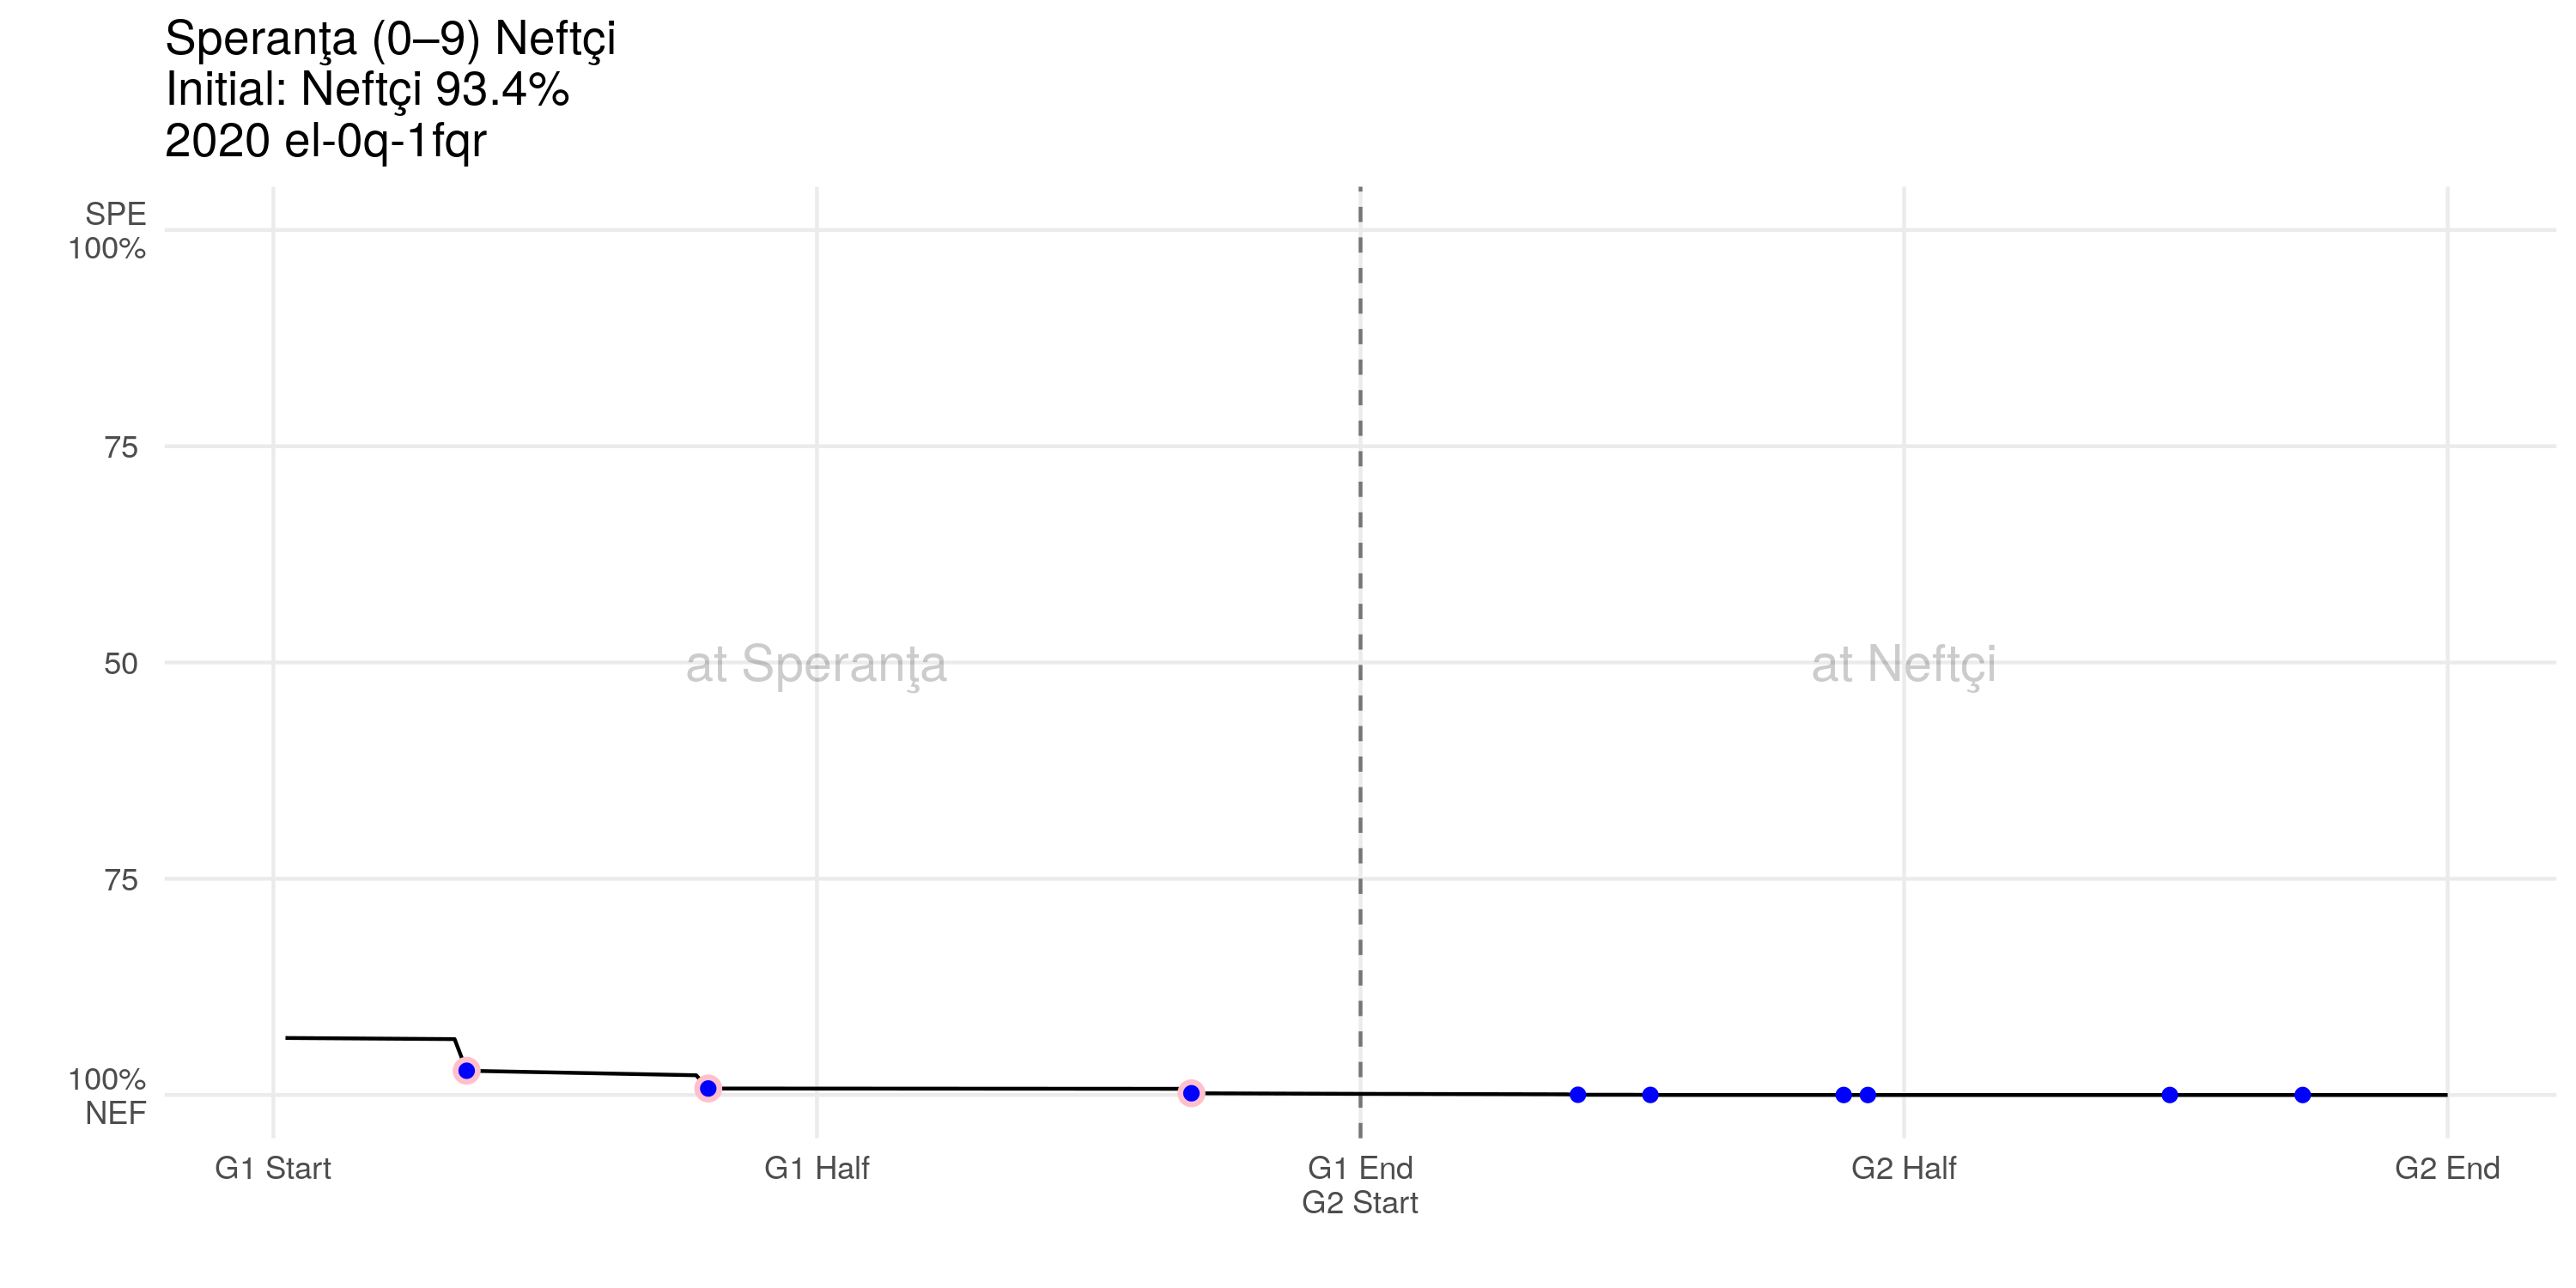 Speranţa (0–9) Neftçi
Initial: Neftçi 93.4%
2020 el-0q-1fqr
SPE
100%
75
50
75
100%
NEF
at Speranţa
at Neftçi
G1 Start
G1 Half
G1 End
G2 Start
G2 Half
G2 End